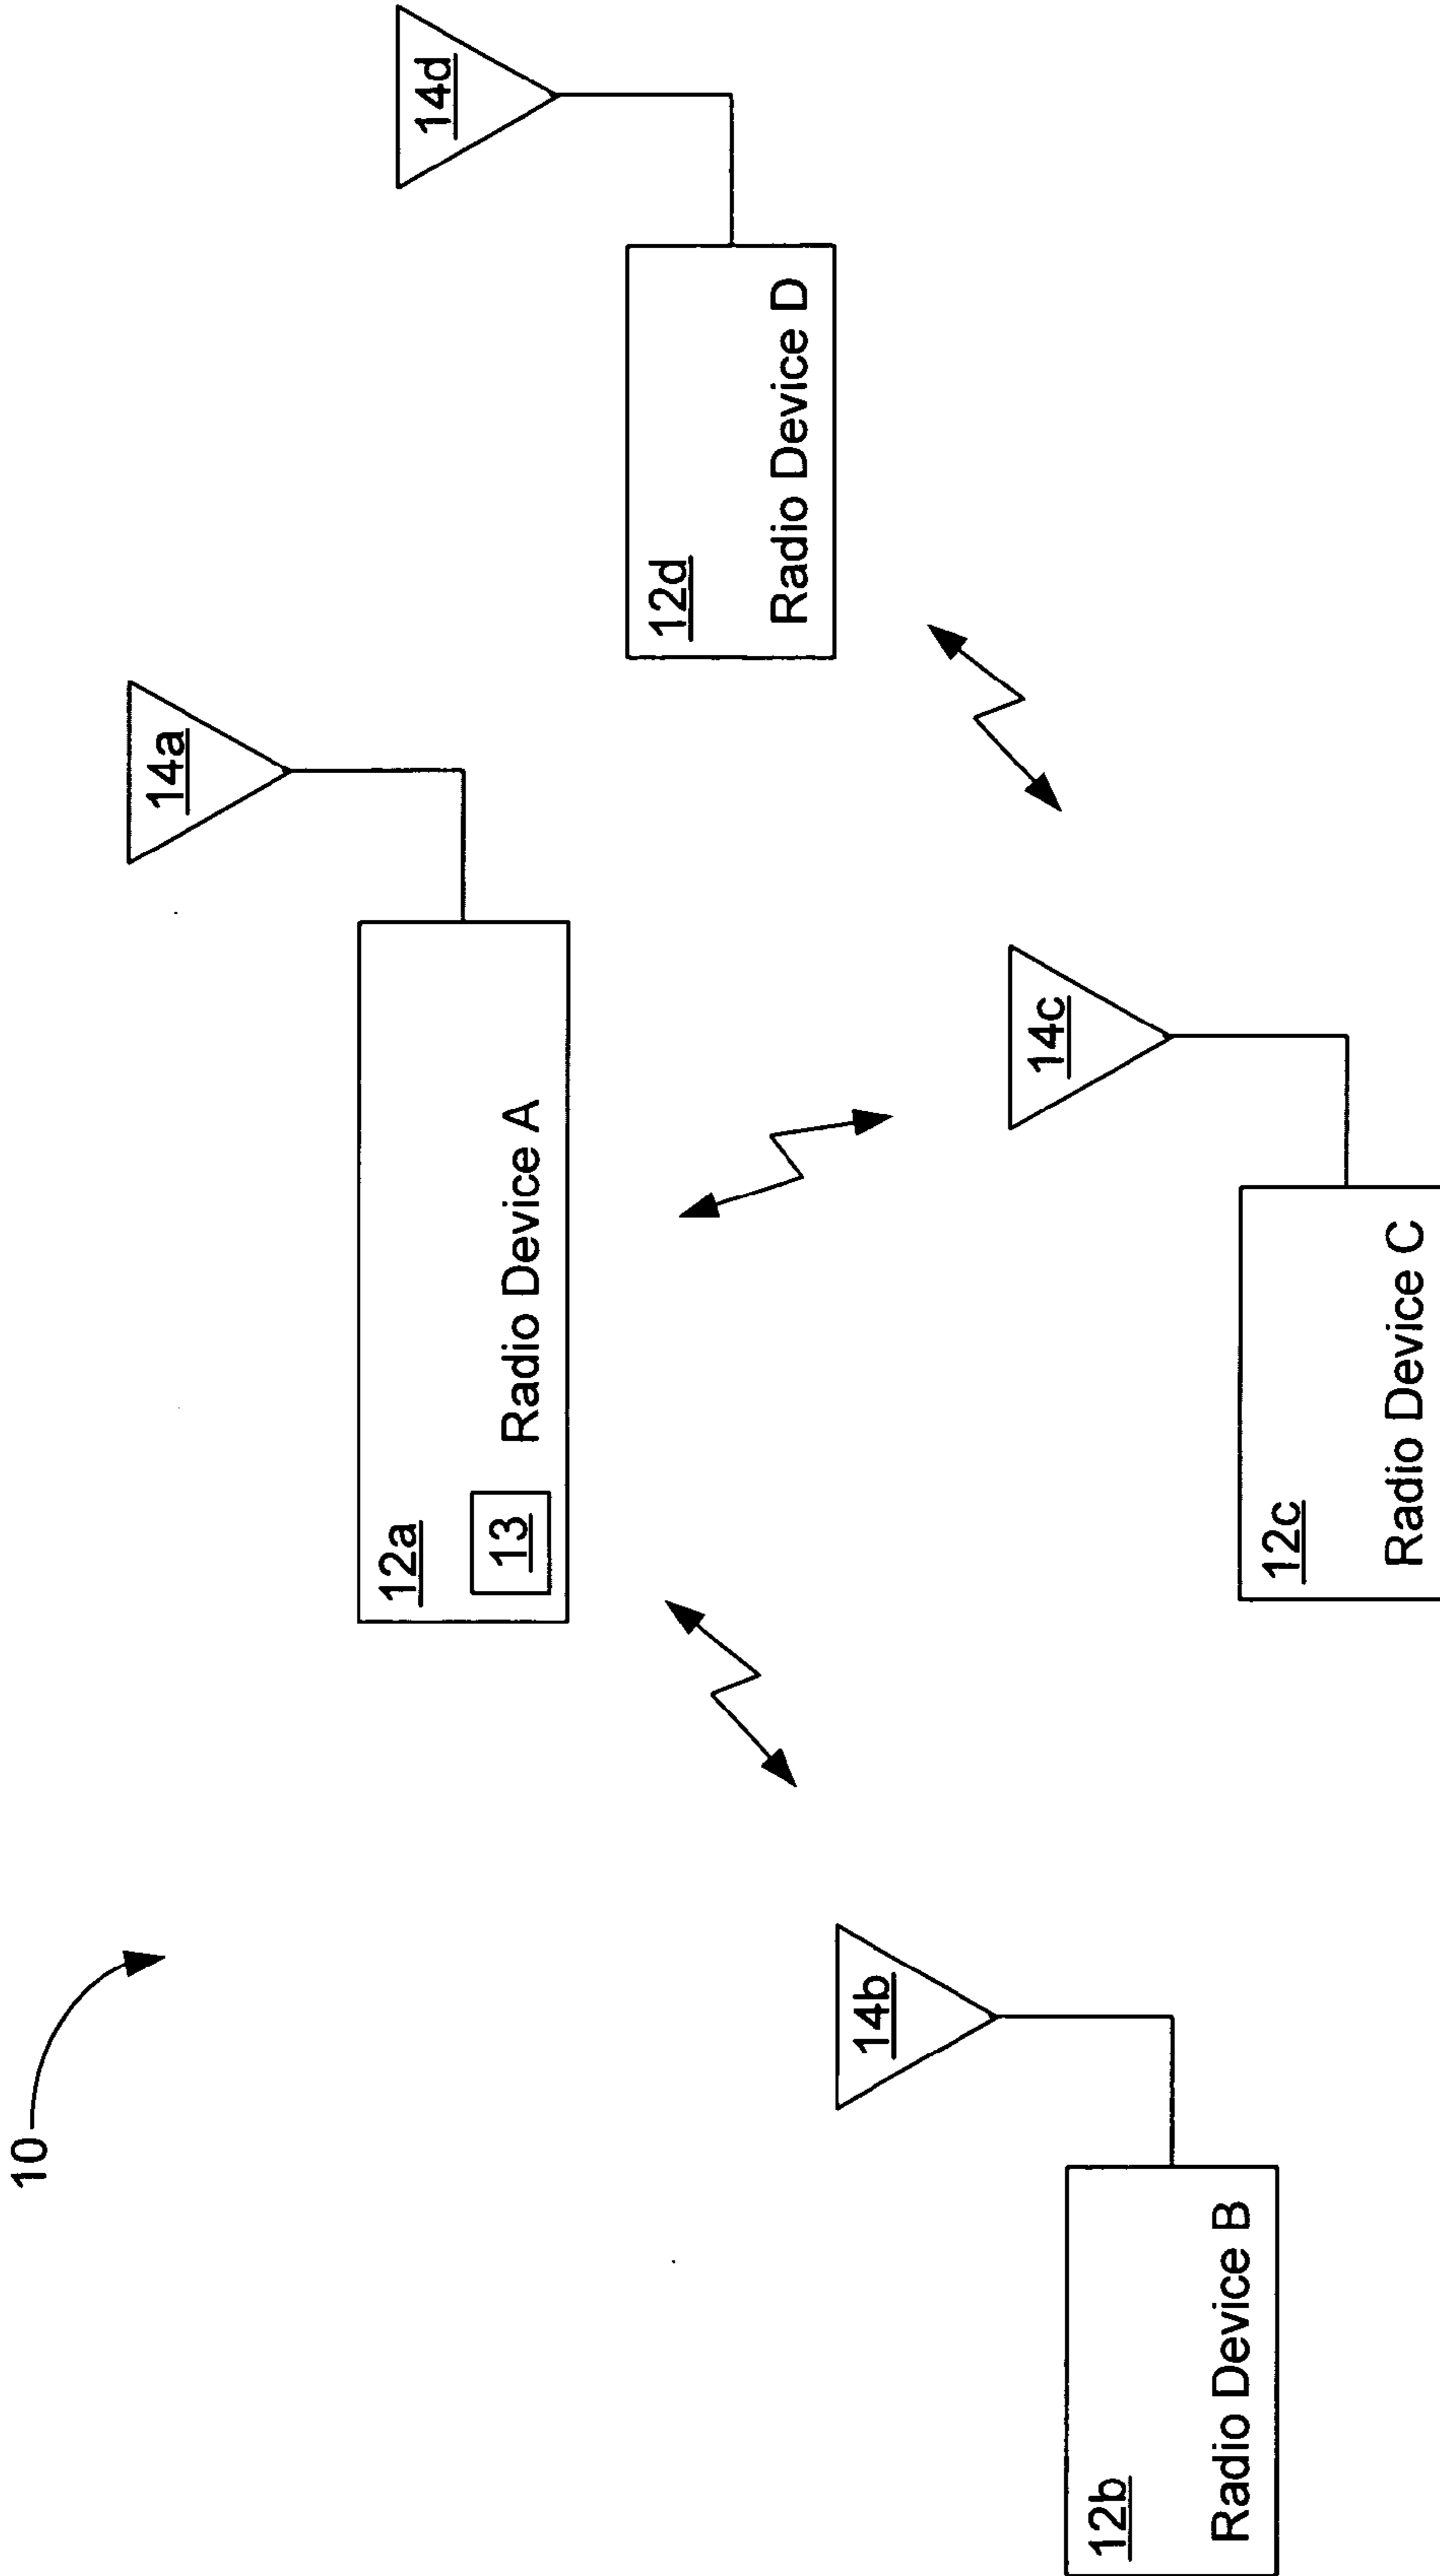 10
14a
12a
13
Radio Device A
14d
12d
Radio Device D
14b
12b
Radio Device B
14c
12c
Radio Device C